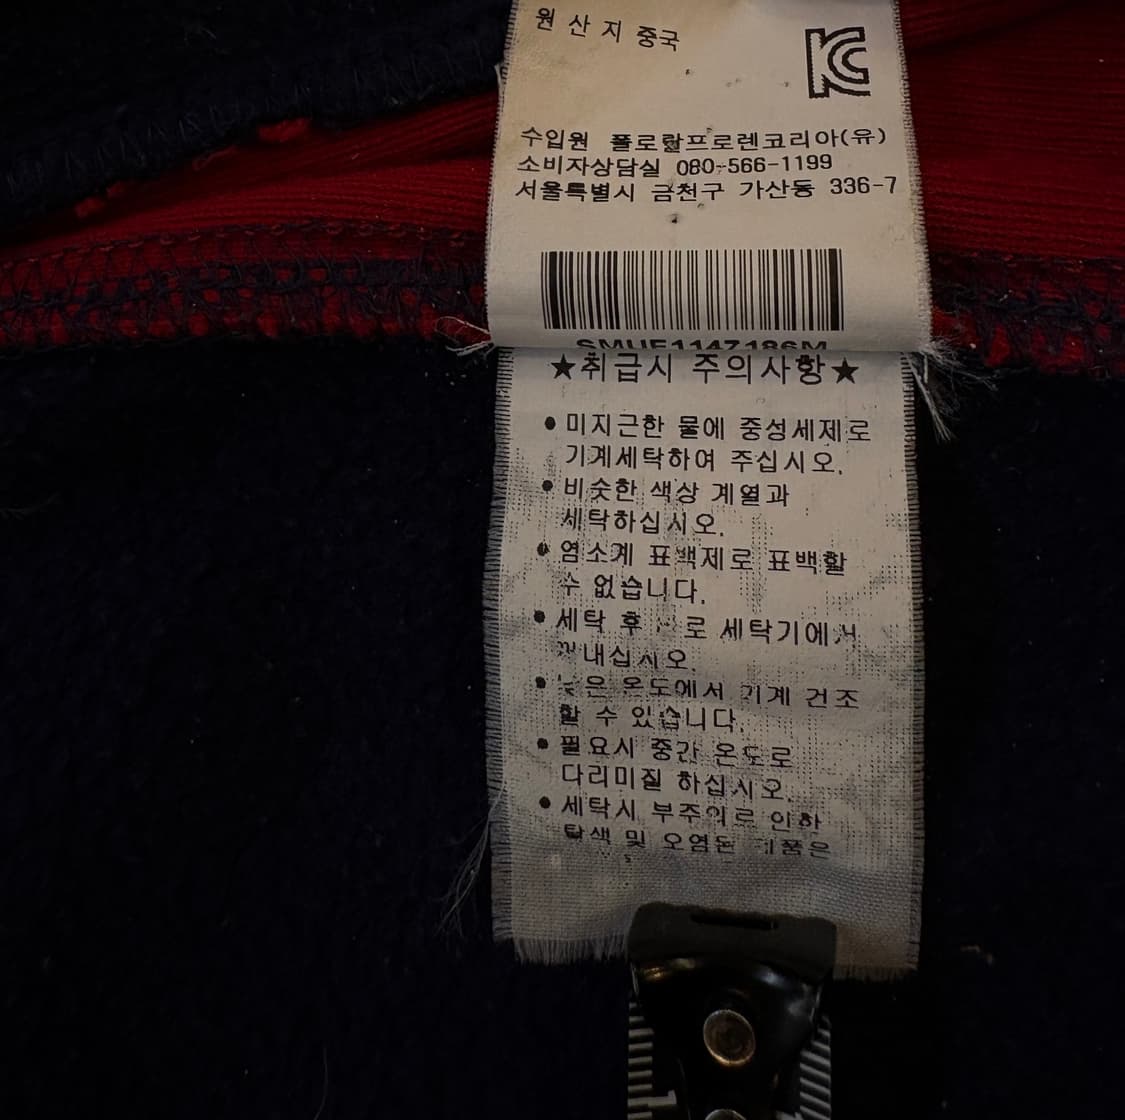 원 산 지 중국
KC
수입원 폴로랄프로렌코리아(유)
소비자상담실 080-566-1199
서울특별시 금천구 가산동 336-7
★취급시 주의사항★
● 미지근한 물에 중성세제로
기계세탁하여 주십시오.
● 비슷한 색상 계열과
세탁하십시오.
● 염소계 표백제로 표백할
수 없습니다.
● 세탁 후 로 세탁기에서
내십시오.
● 낮은 온도에서 기계 건조
할 수 있습니다.
● 필요시 중간 온도로
다리미질 하십시오.
● 세탁시 부주의로 인한
탈색 및 오염된 제품은